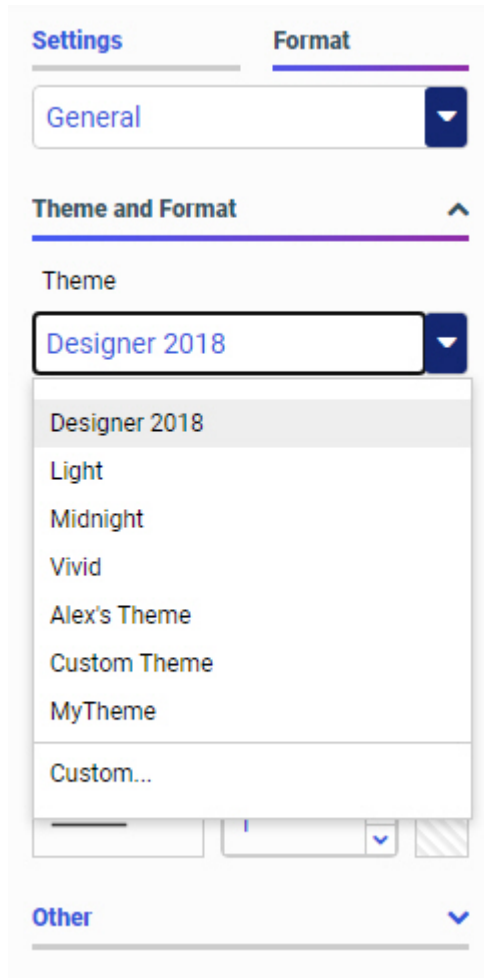 Settings Format
General
Theme and Format
Theme
Designer 2018
Designer 2018
Light
Midnight
Vivid
Alex's Theme
Custom Theme
MyTheme
Custom...
Other